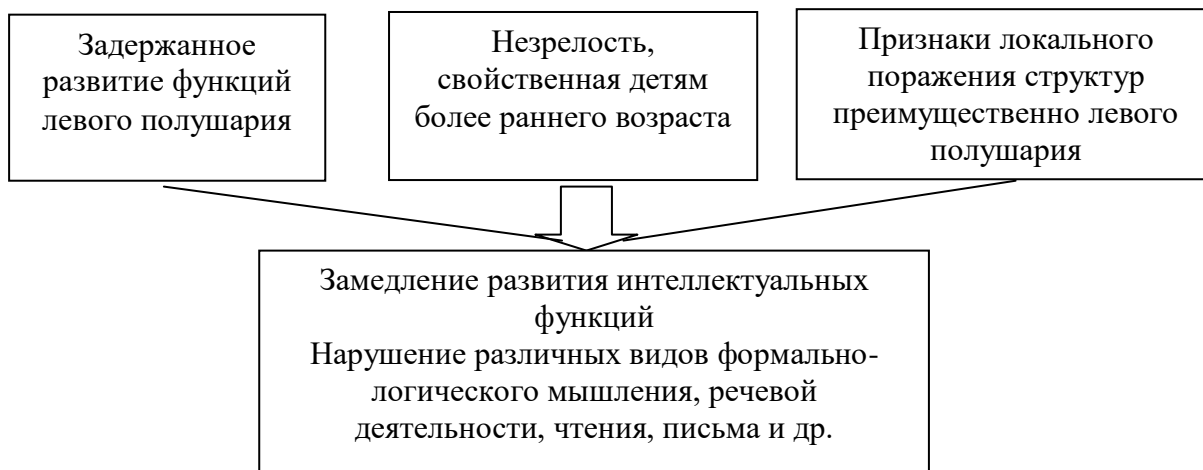 Задержанное
развитие функций
левого полушария
Незрелость,
свойственная детям
более раннего возраста
Признаки локального
поражения структур
преимущественно левого
полушария
Замедление развития интеллектуальных
функций
Нарушение различных видов формально-
логического мышления, речевой
деятельности, чтения, письма и др.